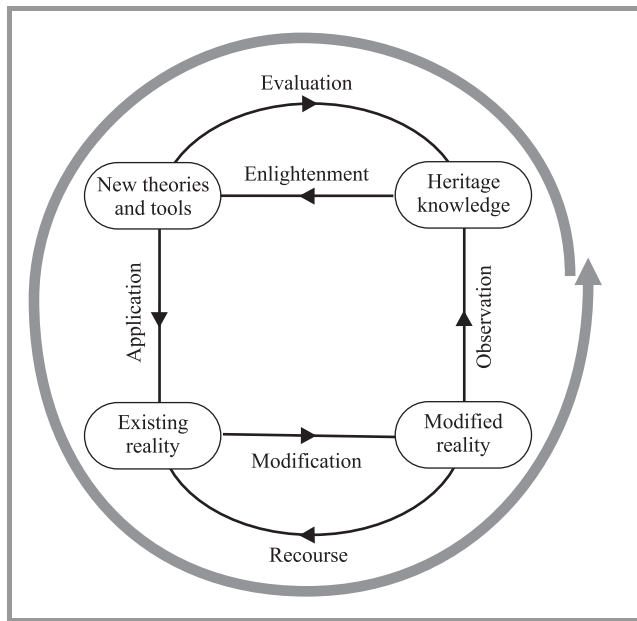 Evaluation
New theories
and tools
Enlightenment
Heritage
knowledge
Application
Observation
Existing
reality
Modification
Modified
reality
Recourse